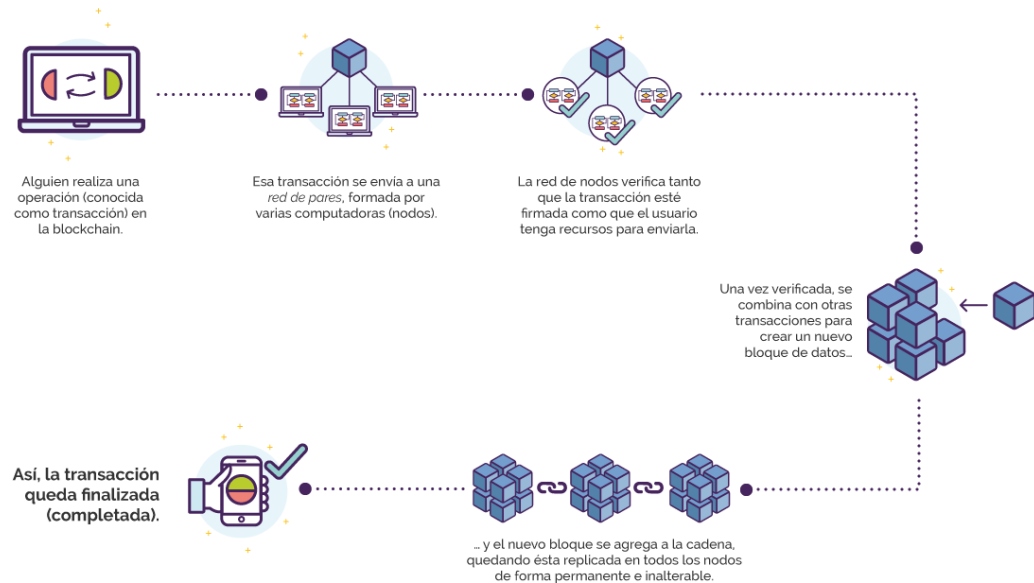 Alguien realiza una
operación (conocida
como transacción) en
la blockchain.
Esa transacción se envía a una
red de pares, formada por
varias computadoras (nodos).
La red de nodos verifica tanto
que la transacción esté
firmada como que el usuario
tenga recursos para enviarla.
Una vez verificada, se
combina con otras
transacciones para
crear un nuevo
bloque de datos...
... y el nuevo bloque se agrega a la cadena,
quedando ésta replicada en todos los nodos
de forma permanente e inalterable.
Así, la transacción
queda finalizada
(completada).